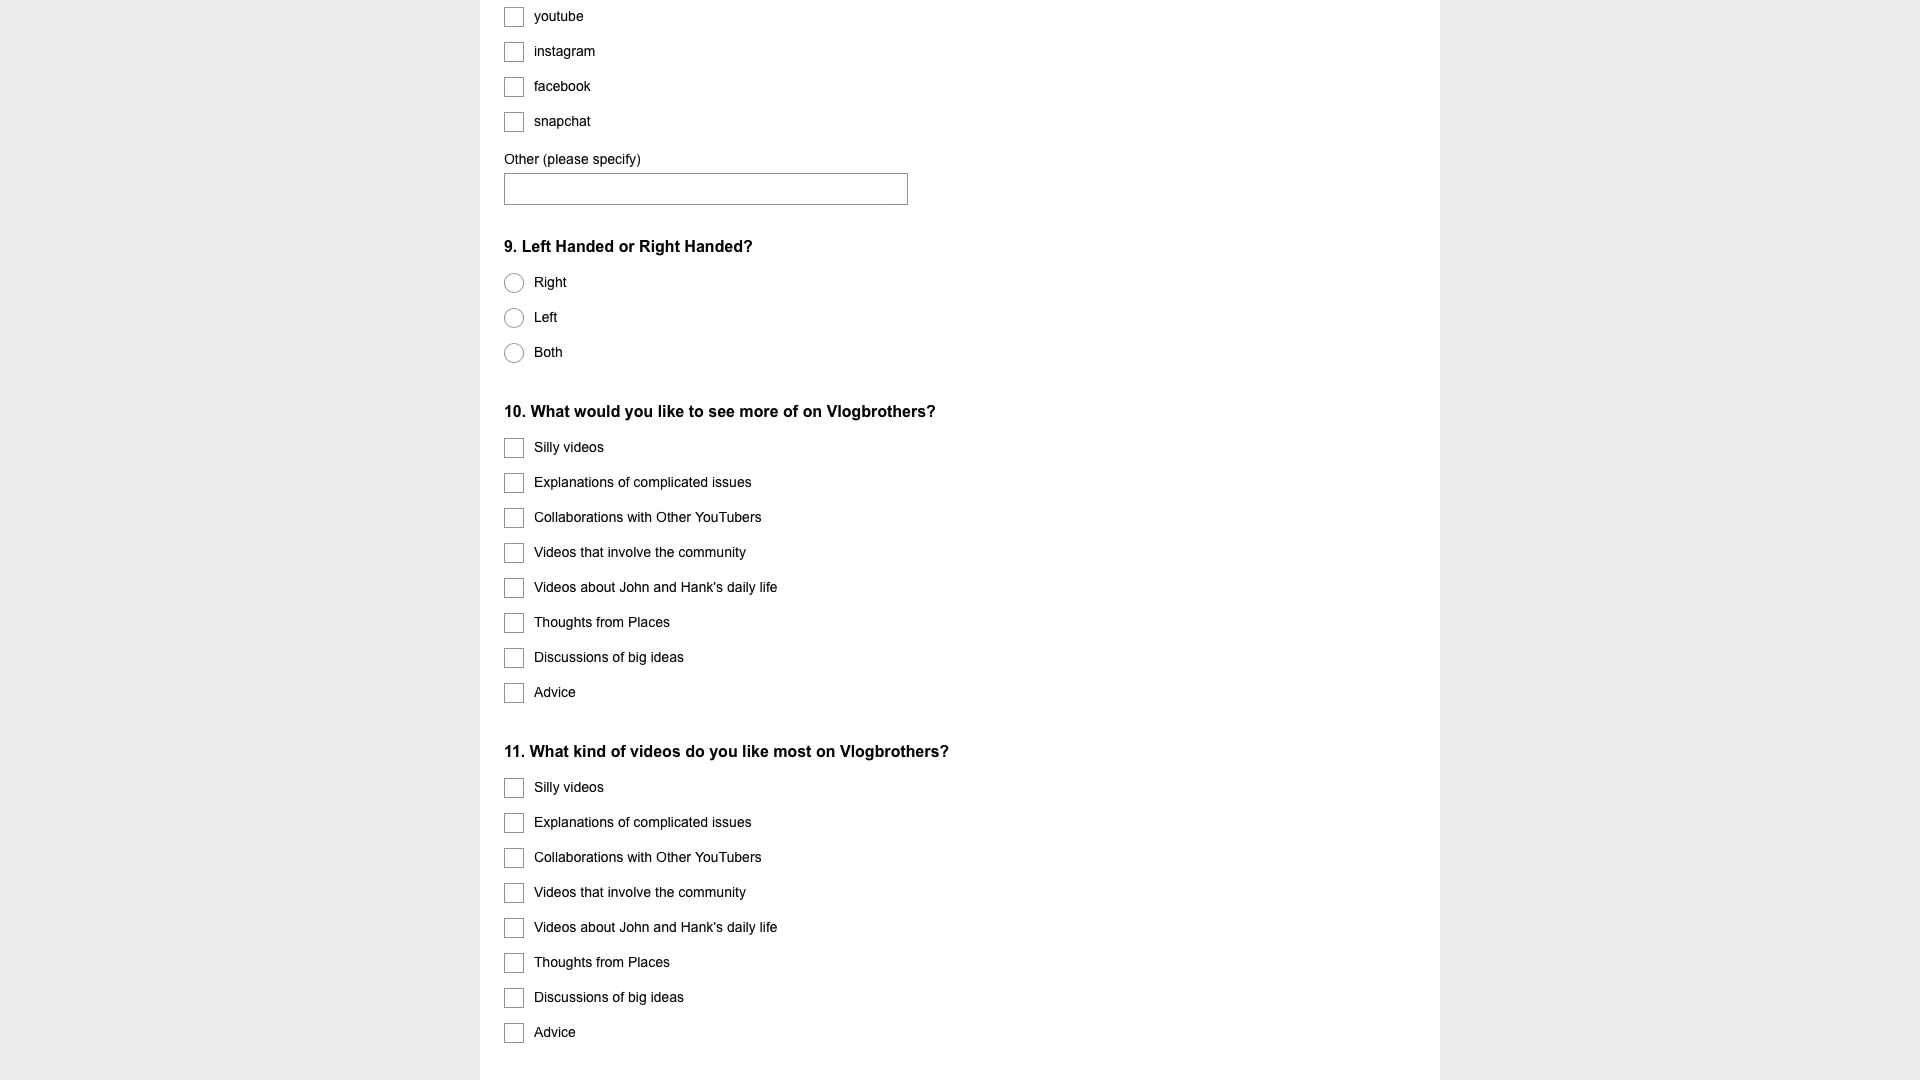 youtube
instagram
facebook
snapchat
Other (please specify)
9. Left Handed or Right Handed?
Right
Left
Both
10. What would you like to see more of on Vlogbrothers?
Silly videos
Explanations of complicated issues
Collaborations with Other YouTubers
Videos that involve the community
Videos about John and Hank's daily life
Thoughts from Places
Discussions of big ideas
Advice
11. What kind of videos do you like most on Vlogbrothers?
Silly videos
Explanations of complicated issues
Collaborations with Other YouTubers
Videos that involve the community
Videos about John and Hank's daily life
Thoughts from Places
Discussions of big ideas
Advice